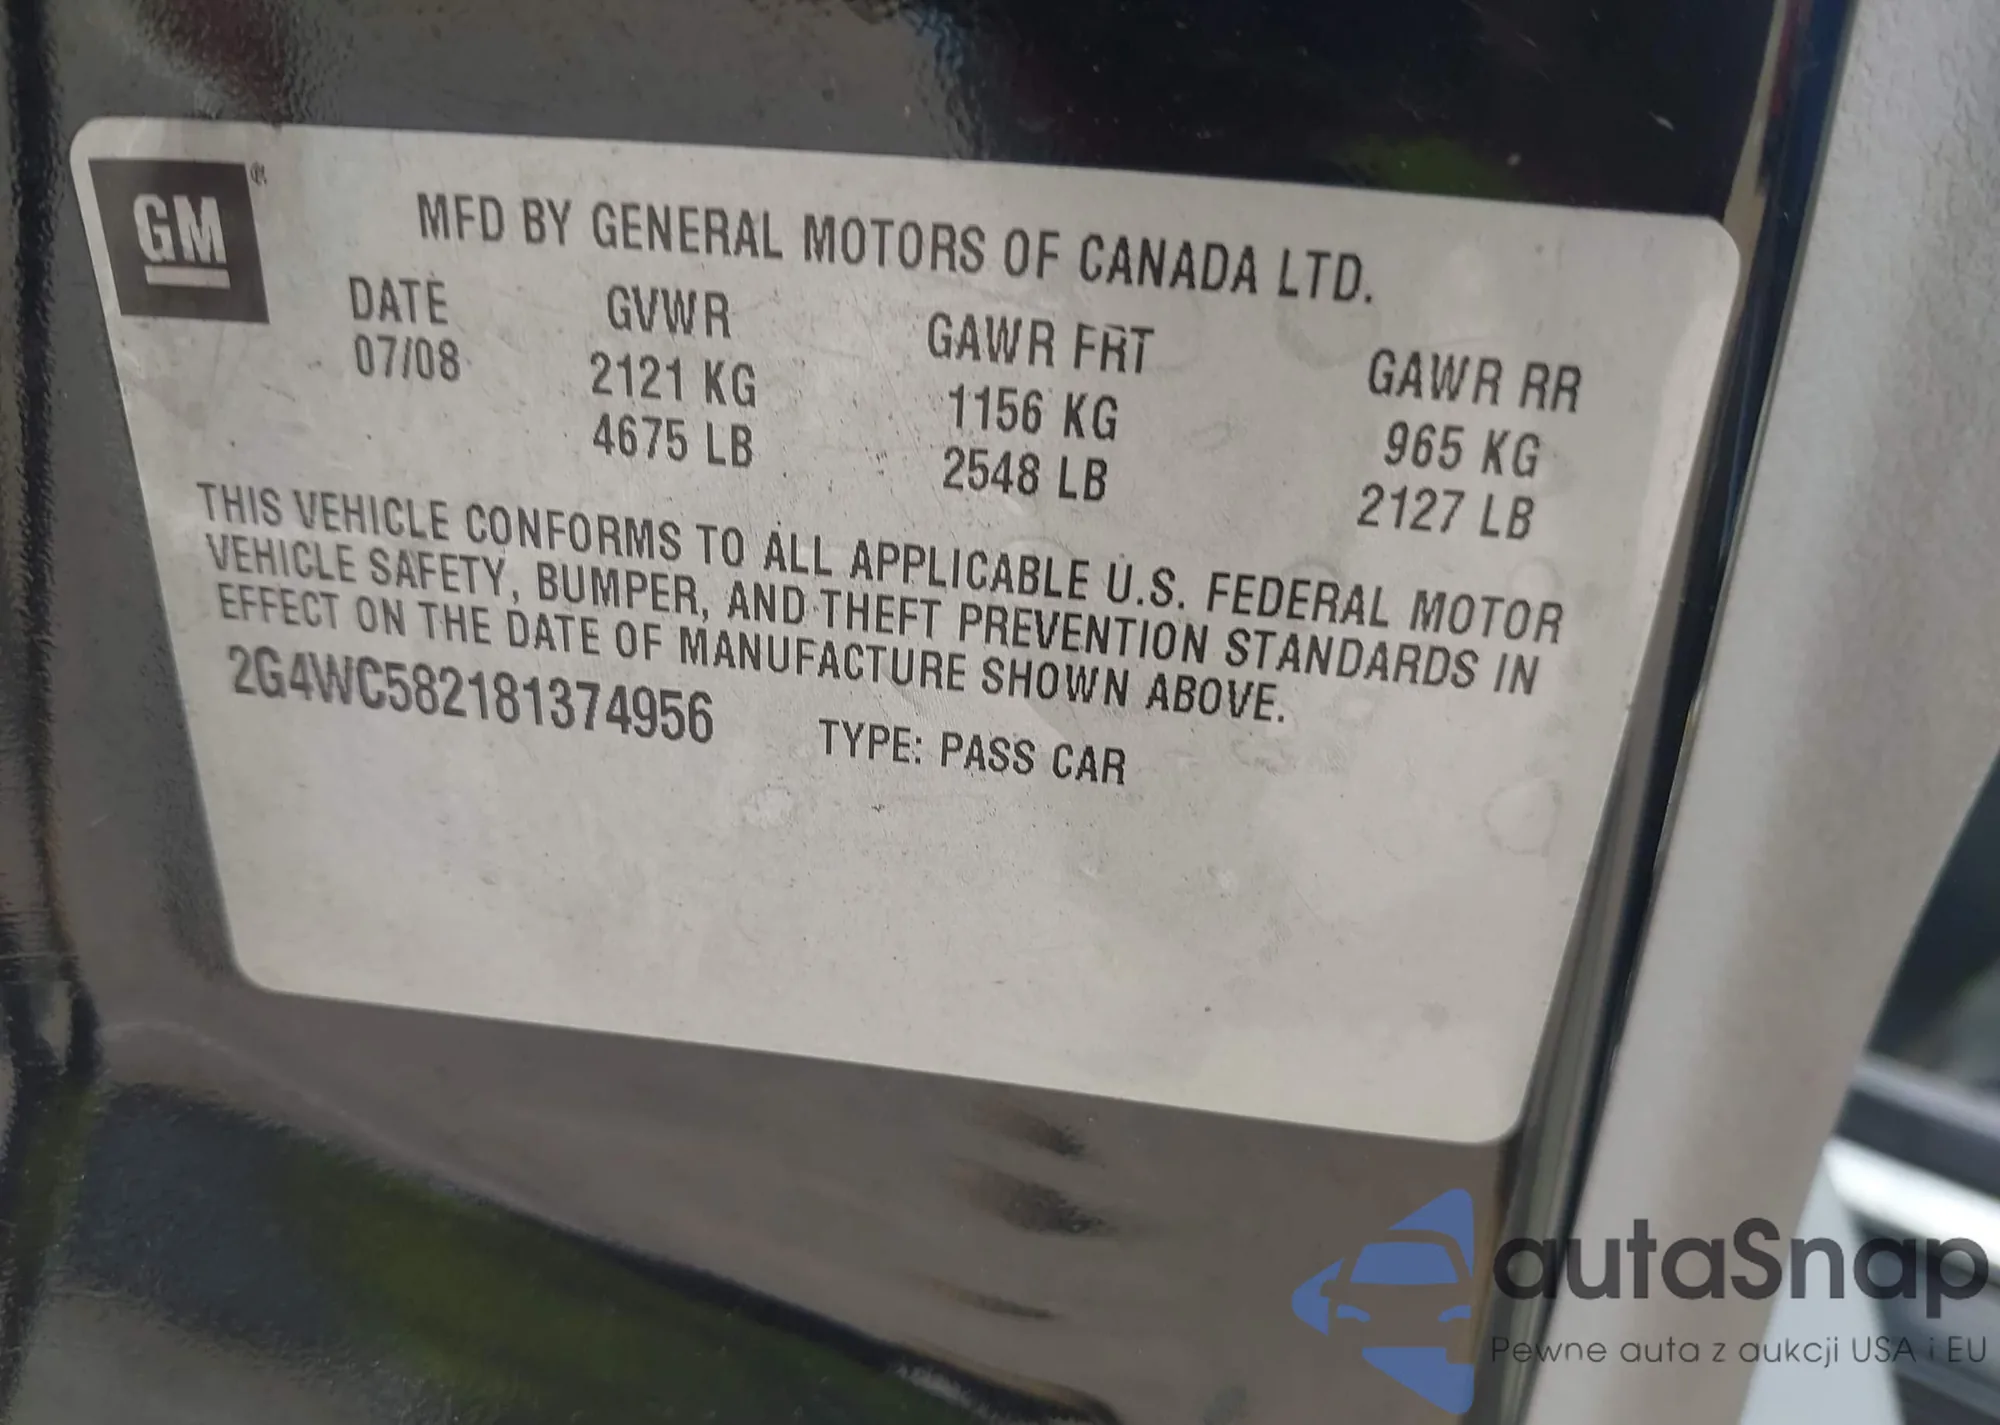 GM ®
MFD BY GENERAL MOTORS OF CANADA LTD.
DATE GVWR GAWR FRT GAWR RR
07/08 2121 KG 1156 KG 965 KG
4675 LB 2548 LB 2127 LB
THIS VEHICLE CONFORMS TO ALL APPLICABLE U.S. FEDERAL MOTOR
VEHICLE SAFETY, BUMPER, AND THEFT PREVENTION STANDARDS IN
EFFECT ON THE DATE OF MANUFACTURE SHOWN ABOVE.
2G4WC582181374956 TYPE: PASS CAR
autaSnap
Pewne auta z aukcji USA i EU